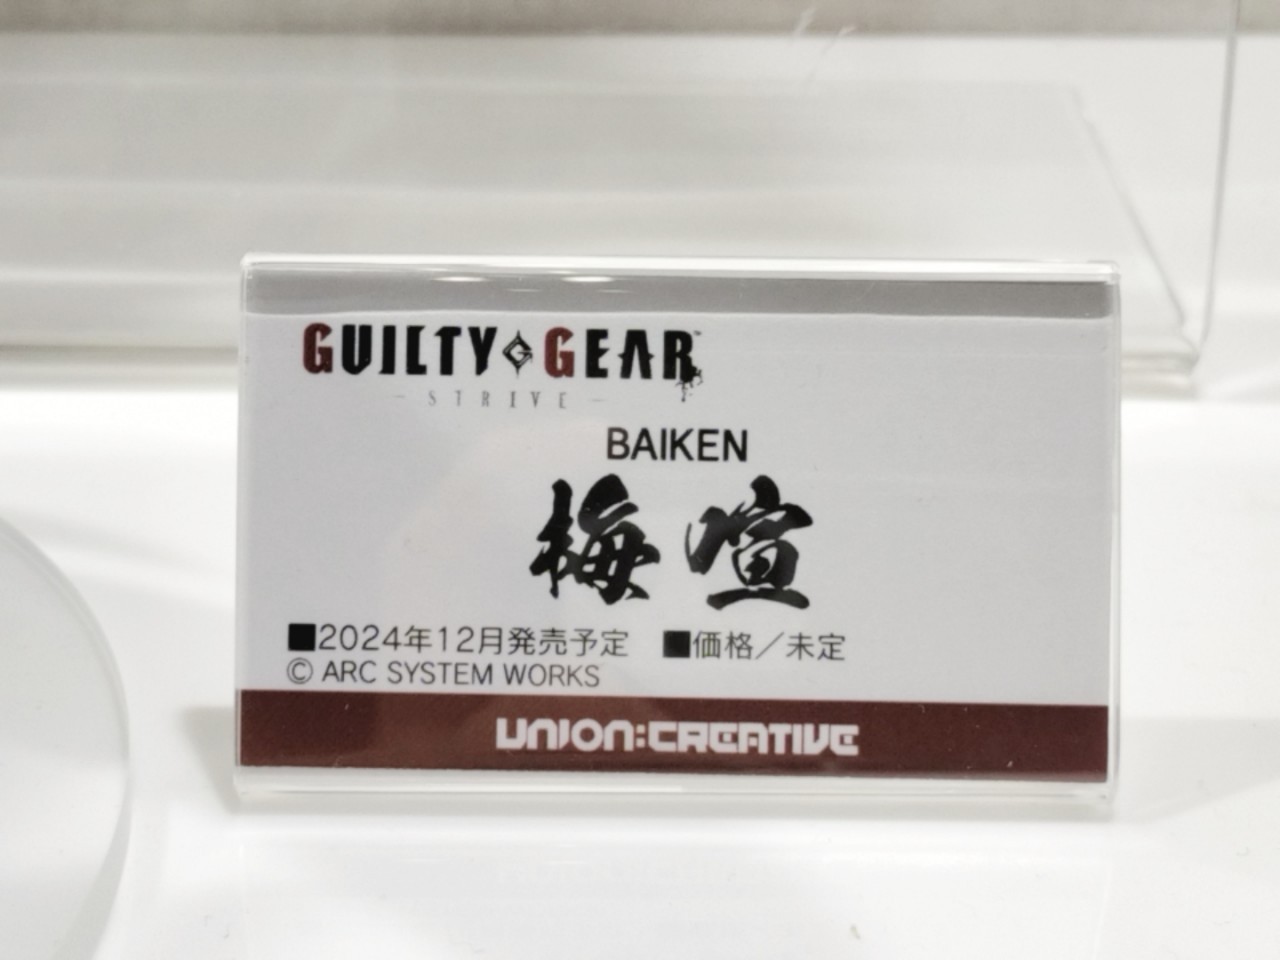 GUILTY GEAR™
- STRIVE -
BAIKEN
梅喧
■2024年12月発売予定 ■価格／未定
© ARC SYSTEM WORKS
UNION:CREATIVE